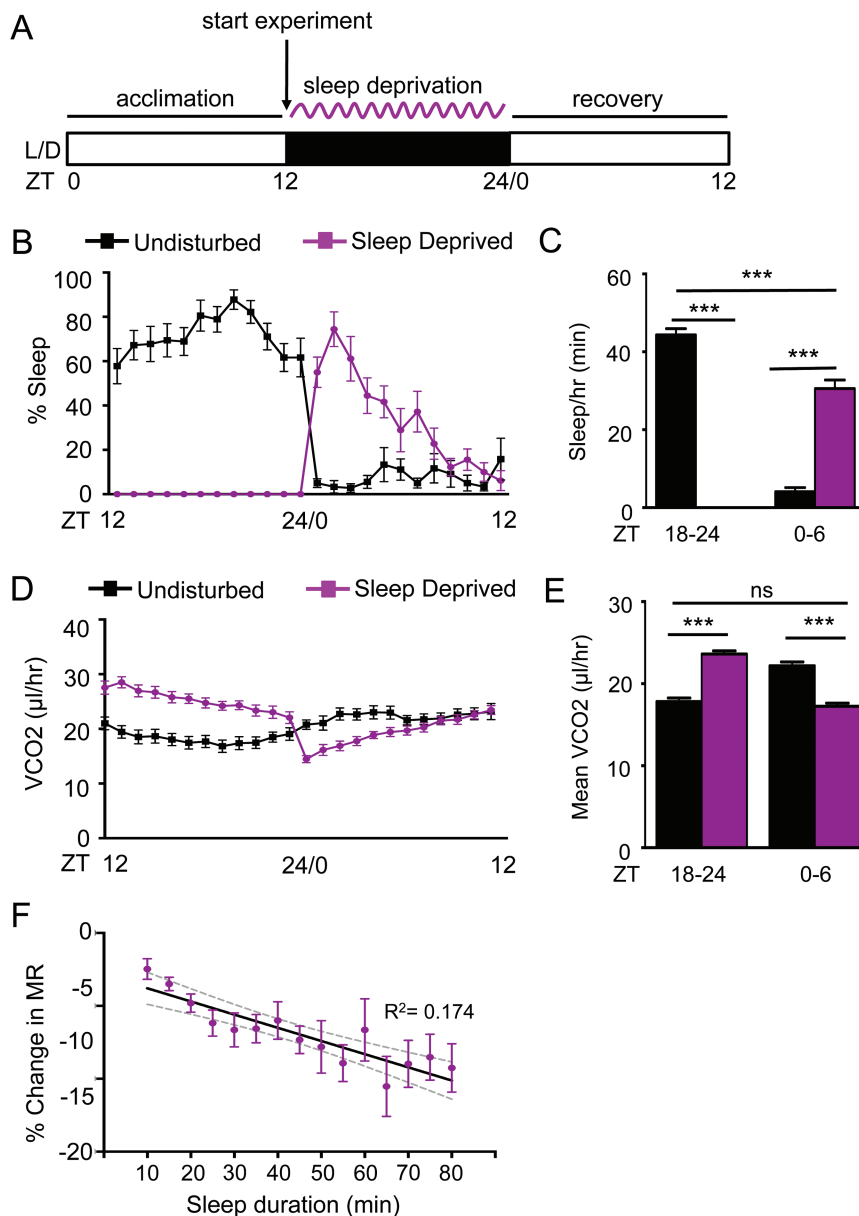 A
start experiment
acclimation
sleep deprivation
recovery
L/D
ZT 0 12 24/0 12
B
Undisturbed Sleep Deprived
% Sleep
100
80
60
40
20
0
ZT 12 24/0 12
C
Sleep/hr (min)
60
40
20
0
***
***
***
ZT 18-24 0-6
D
Undisturbed Sleep Deprived
VCO2 (µl/hr)
40
30
20
10
0
ZT 12 24/0 12
E
Mean VCO2 (µl/hr)
30
20
10
0
ns
*** ***
ZT 18-24 0-6
F
% Change in MR
0
-5
-10
-15
-20
R²= 0.174
10 20 30 40 50 60 70 80
Sleep duration (min)